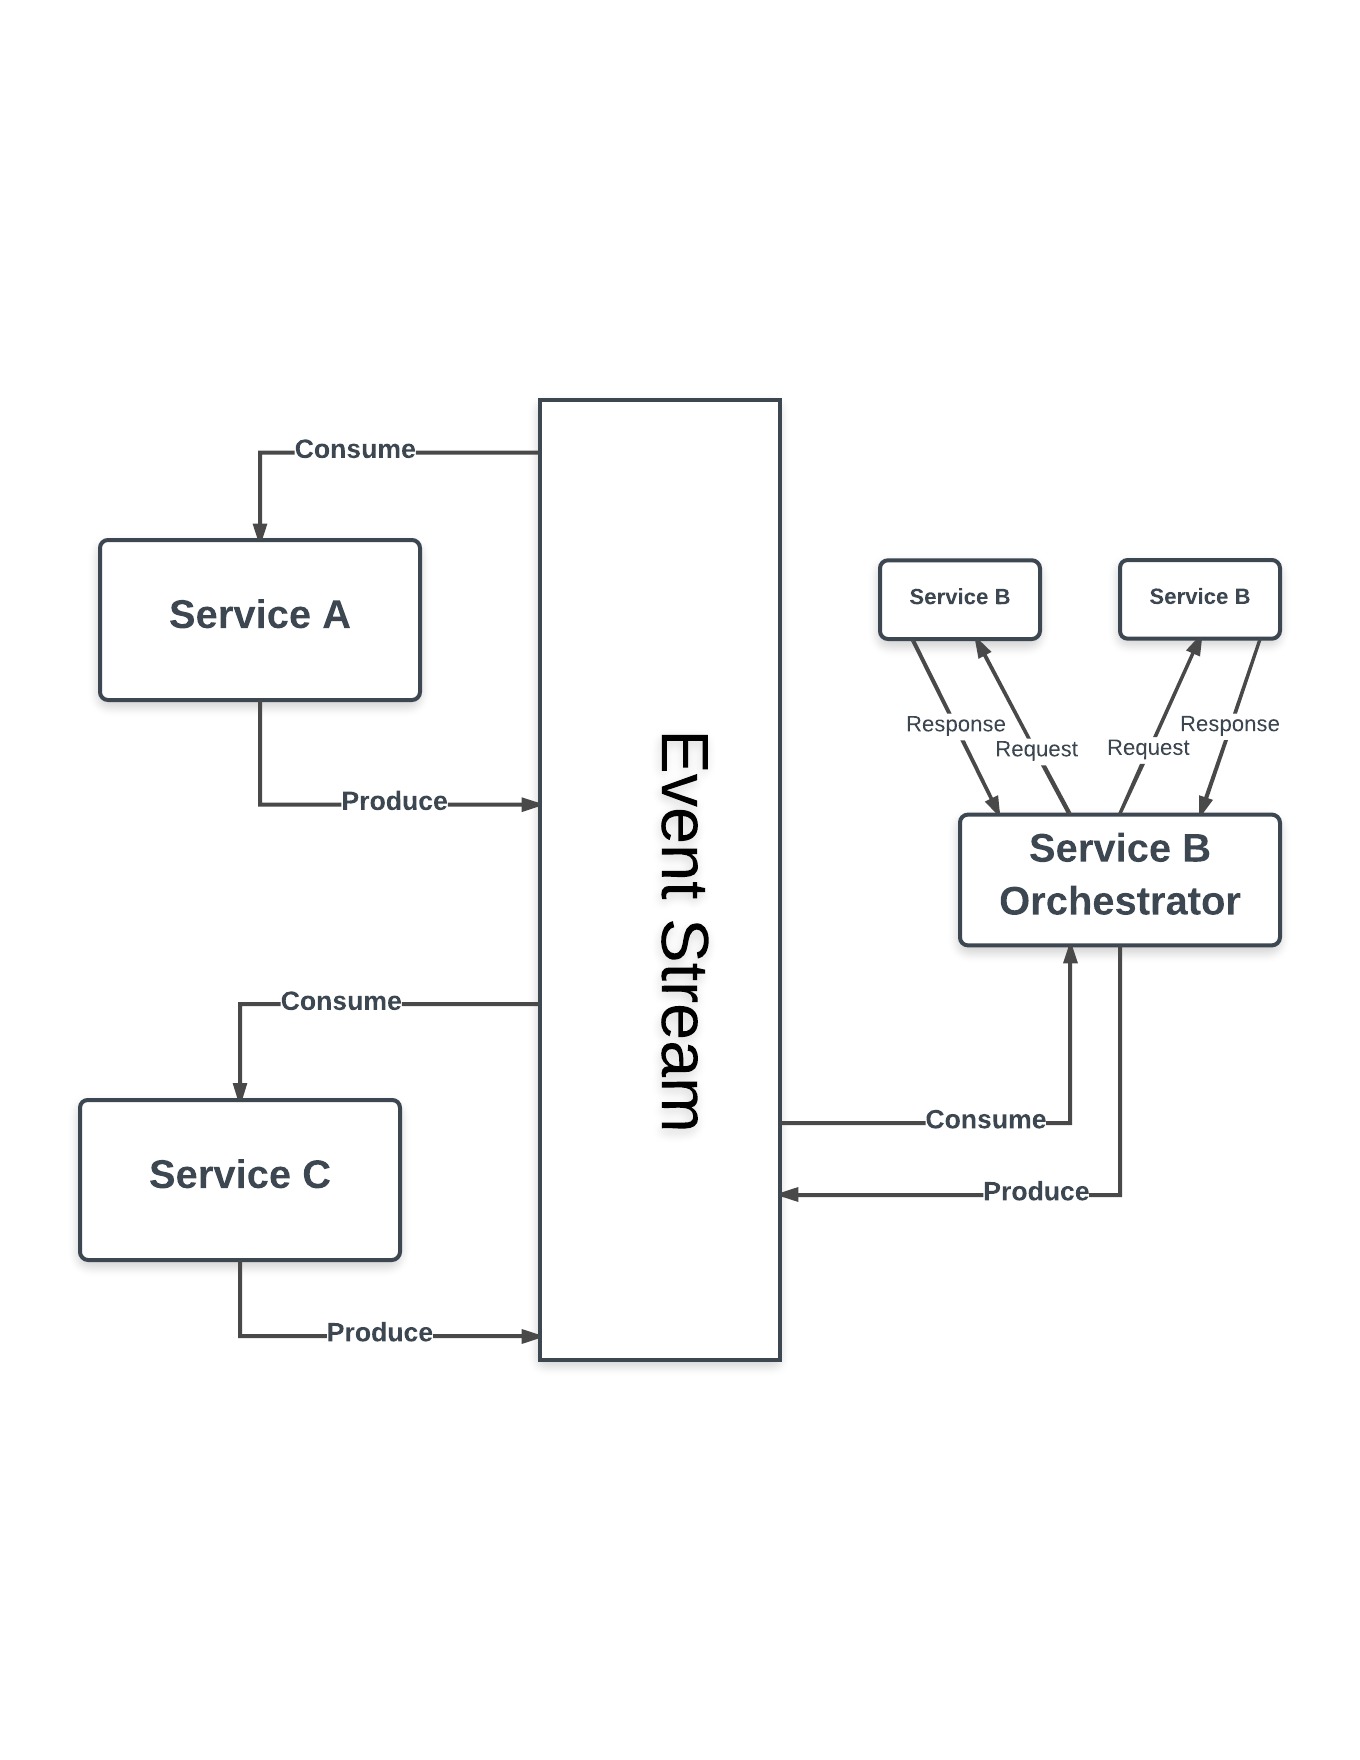 Consume
Service A
Produce
Consume
Service C
Produce
Event Stream
Service B
Service B
Response
Request
Request
Response
Service B
Orchestrator
Consume
Produce